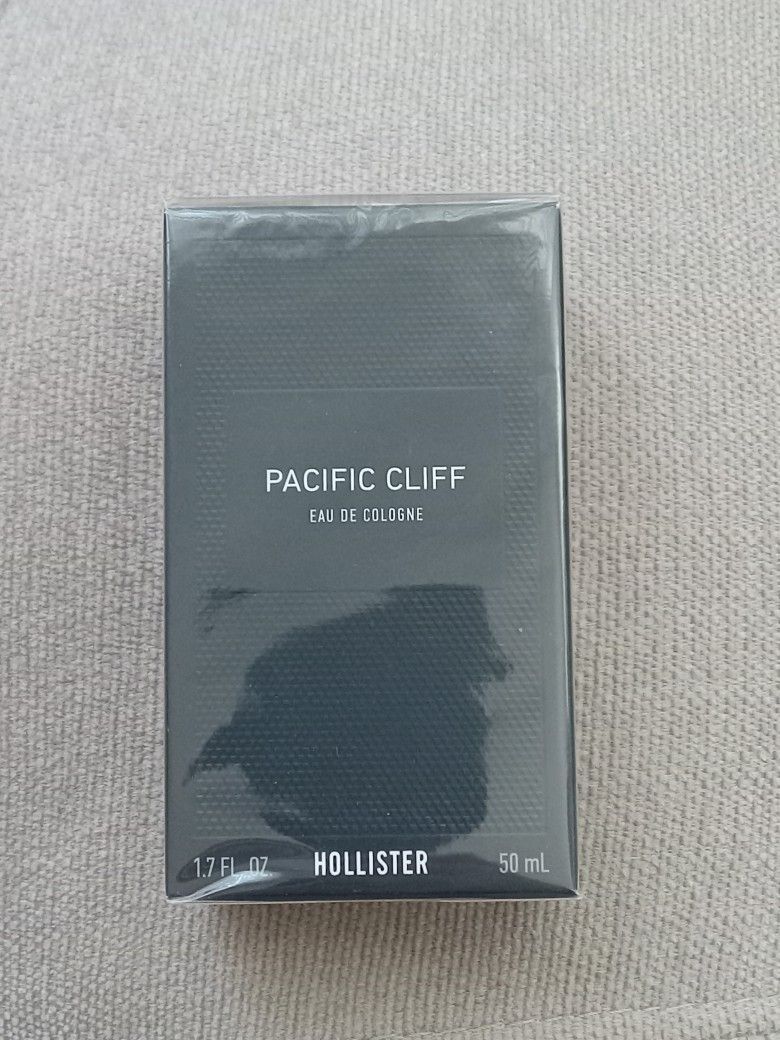 PACIFIC CLIFF
EAU DE COLOGNE
1.7 FL. OZ. HOLLISTER 50 mL